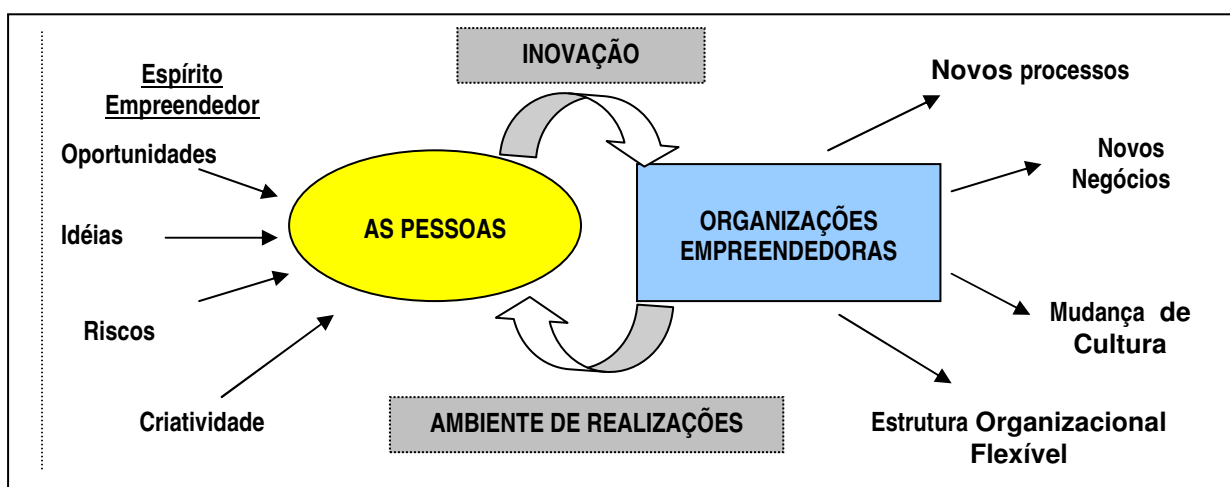 INOVAÇÃO
Espírito
Empreendedor
Oportunidades
Idéias
Riscos
Criatividade
AS PESSOAS
ORGANIZAÇÕES
EMPREENDEDORAS
AMBIENTE DE REALIZAÇÕES
Novos processos
Novos
Negócios
Mudança de
Cultura
Estrutura Organizacional
Flexível